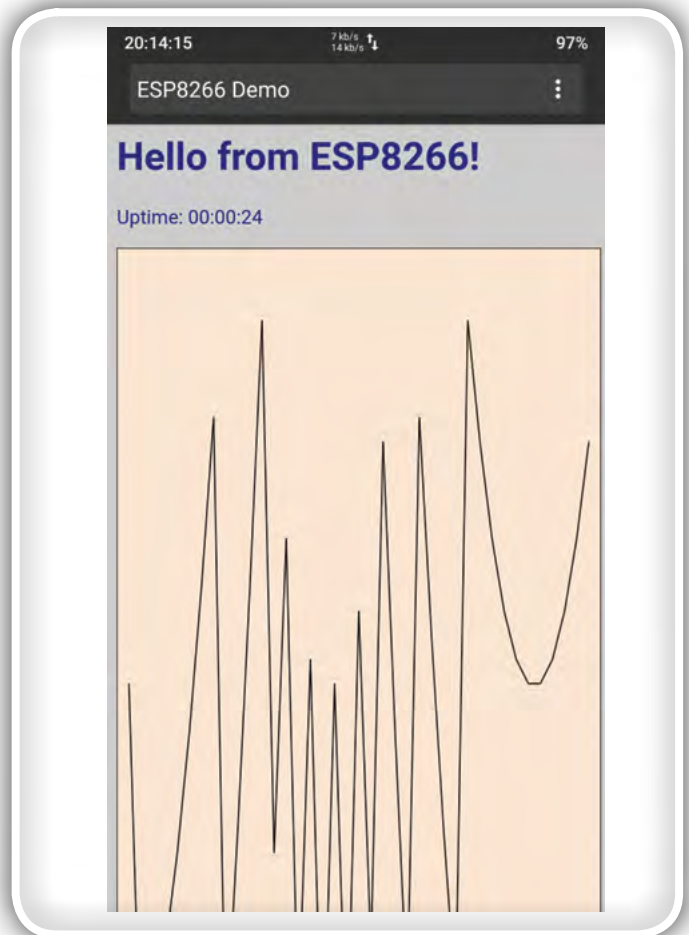 20:14:15
7 kb/s
14 kb/s
97%
ESP8266 Demo
Hello from ESP8266!
Uptime: 00:00:24